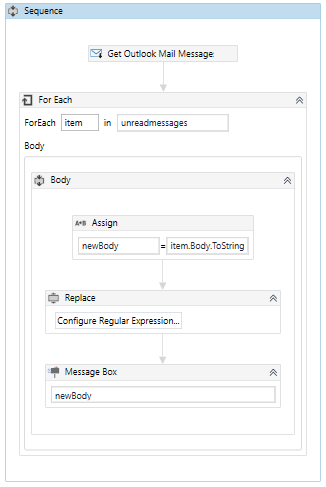 Sequence
Get Outlook Mail Message
For Each
ForEach item in unreadmessages
Body
Body
A*B Assign
newBody = item.Body.ToString
Replace
Configure Regular Expression...
Message Box
newBody